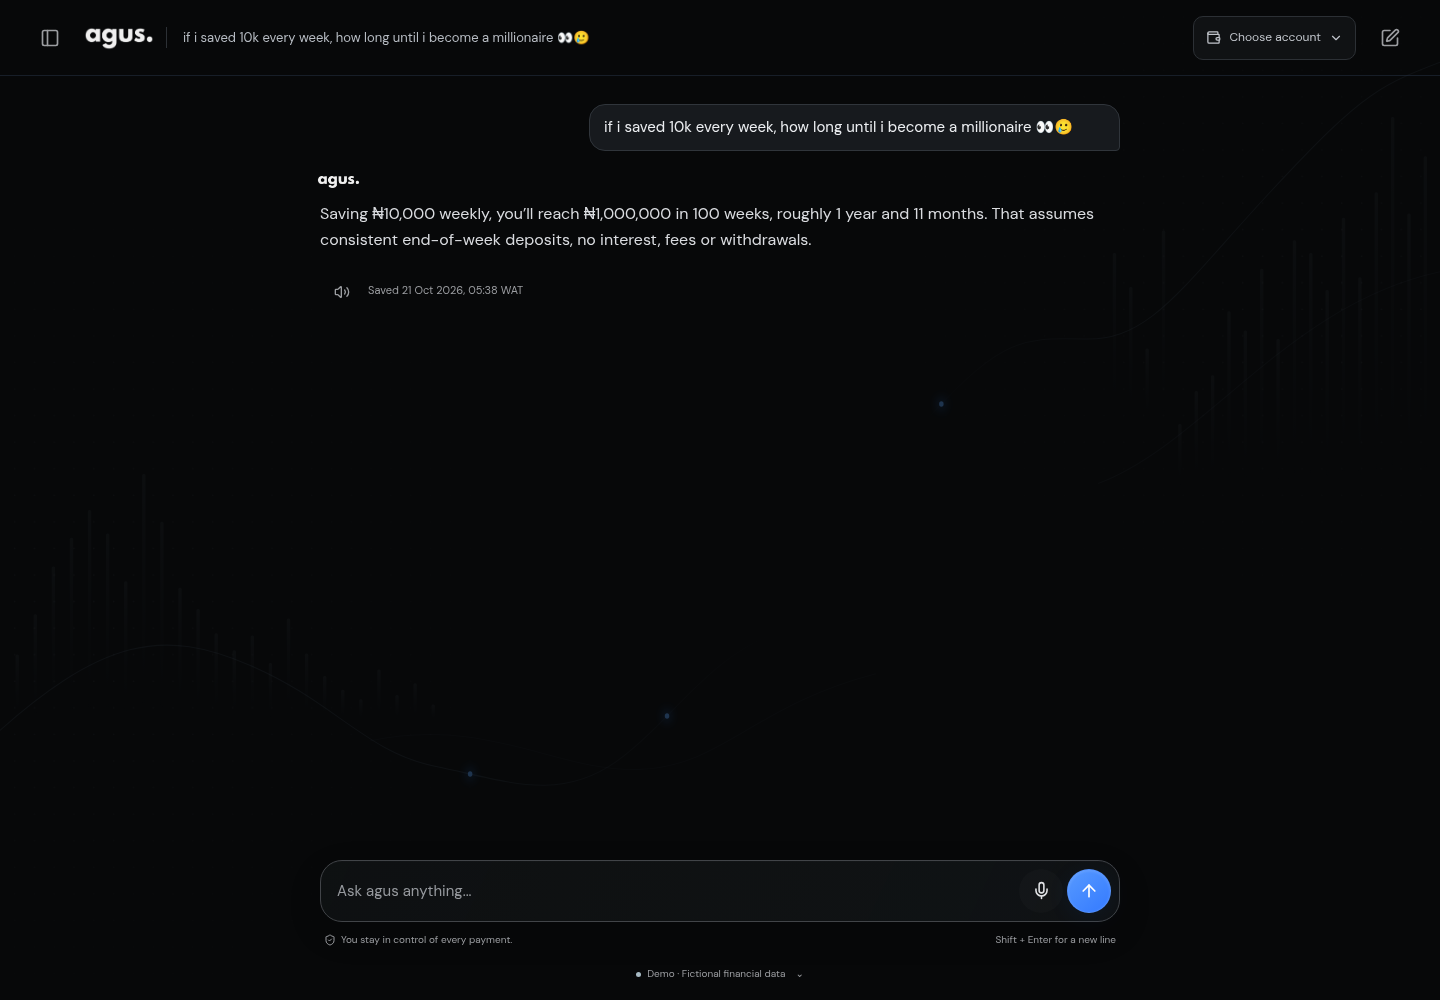 agus.
if i saved 10k every week, how long until i become a millionaire 👀🥲
Choose account
if i saved 10k every week, how long until i become a millionaire 👀🥲
agus.
Saving ₦10,000 weekly, you’ll reach ₦1,000,000 in 100 weeks, roughly 1 year and 11 months. That assumes
consistent end-of-week deposits, no interest, fees or withdrawals.
Saved 21 Oct 2026, 05:38 WAT
Ask agus anything...
You stay in control of every payment.
Shift + Enter for a new line
Demo · Fictional financial data